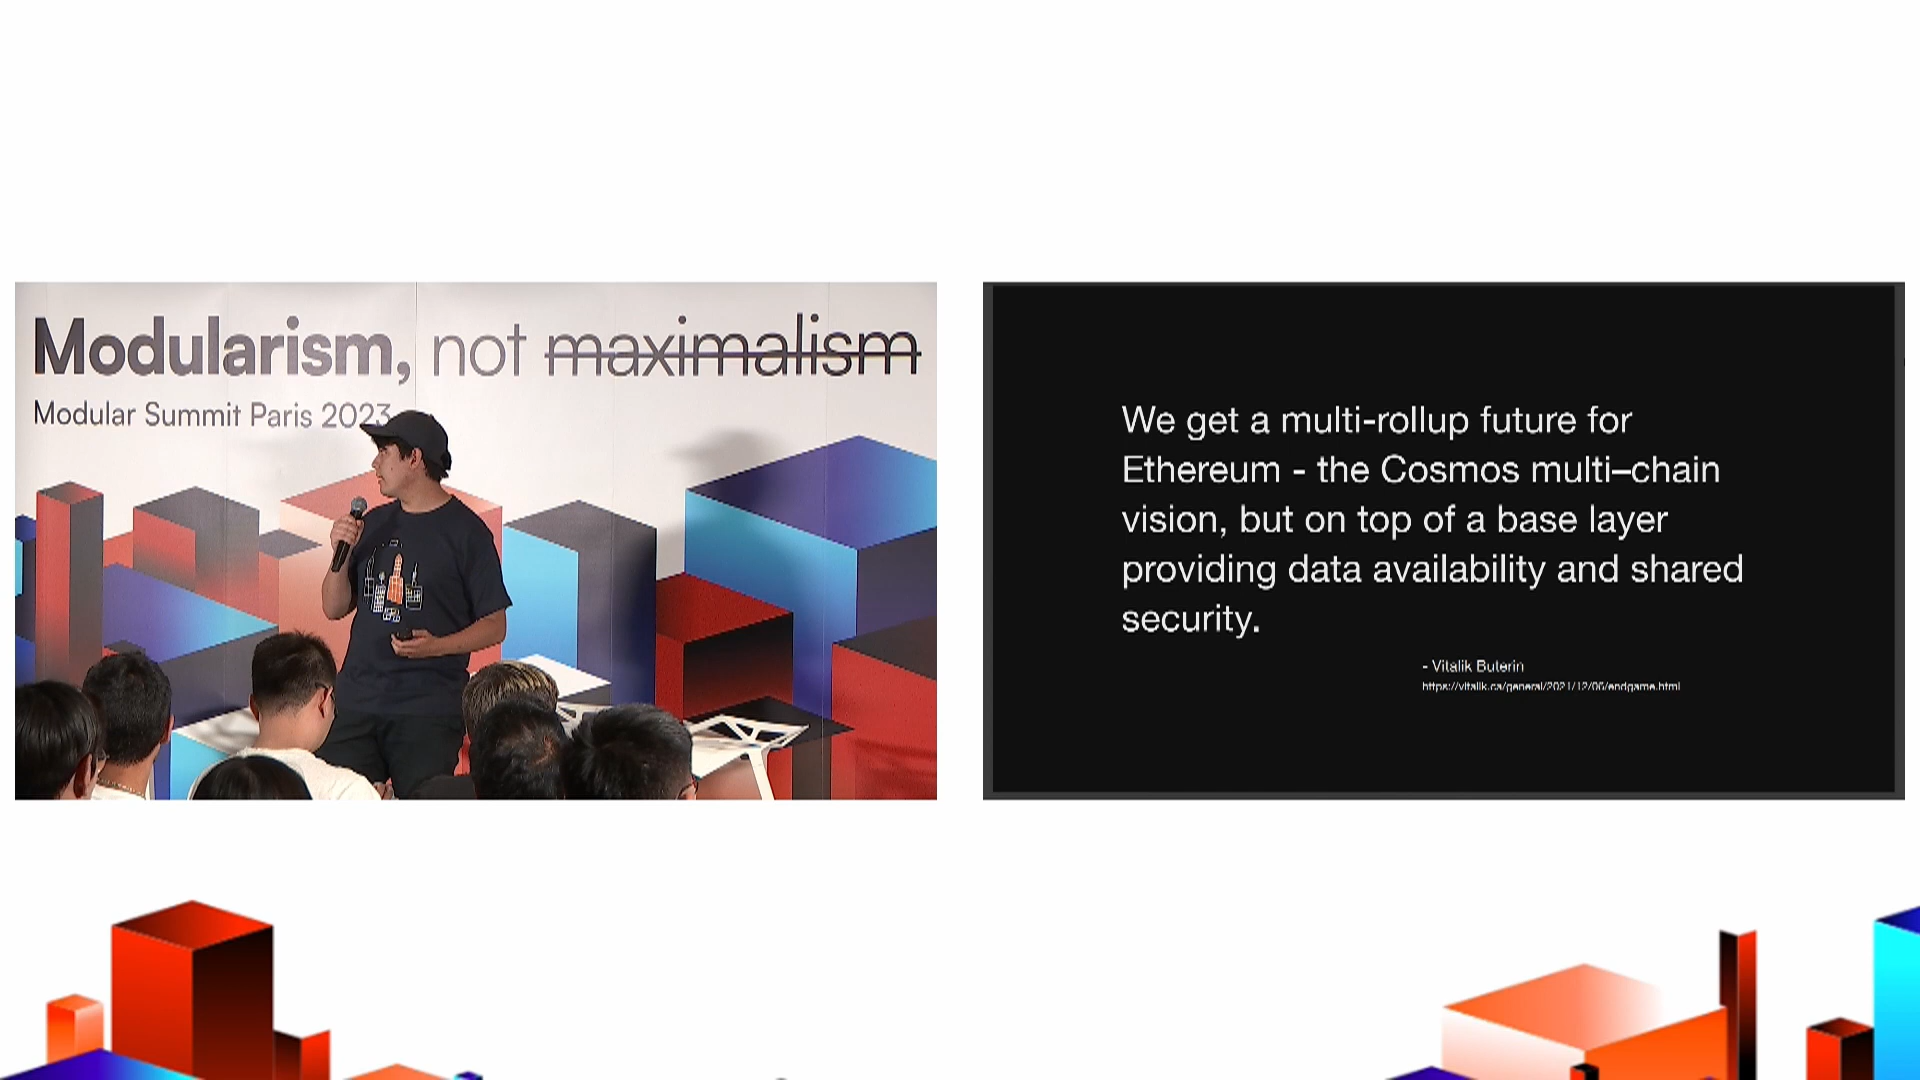 Modularism, not maximalism
Modular Summit Paris 2023
We get a multi-rollup future for
Ethereum - the Cosmos multi–chain
vision, but on top of a base layer
providing data availability and shared
security.
- Vitalik Buterin
https://vitalik.ca/general/2021/12/06/endgame.html